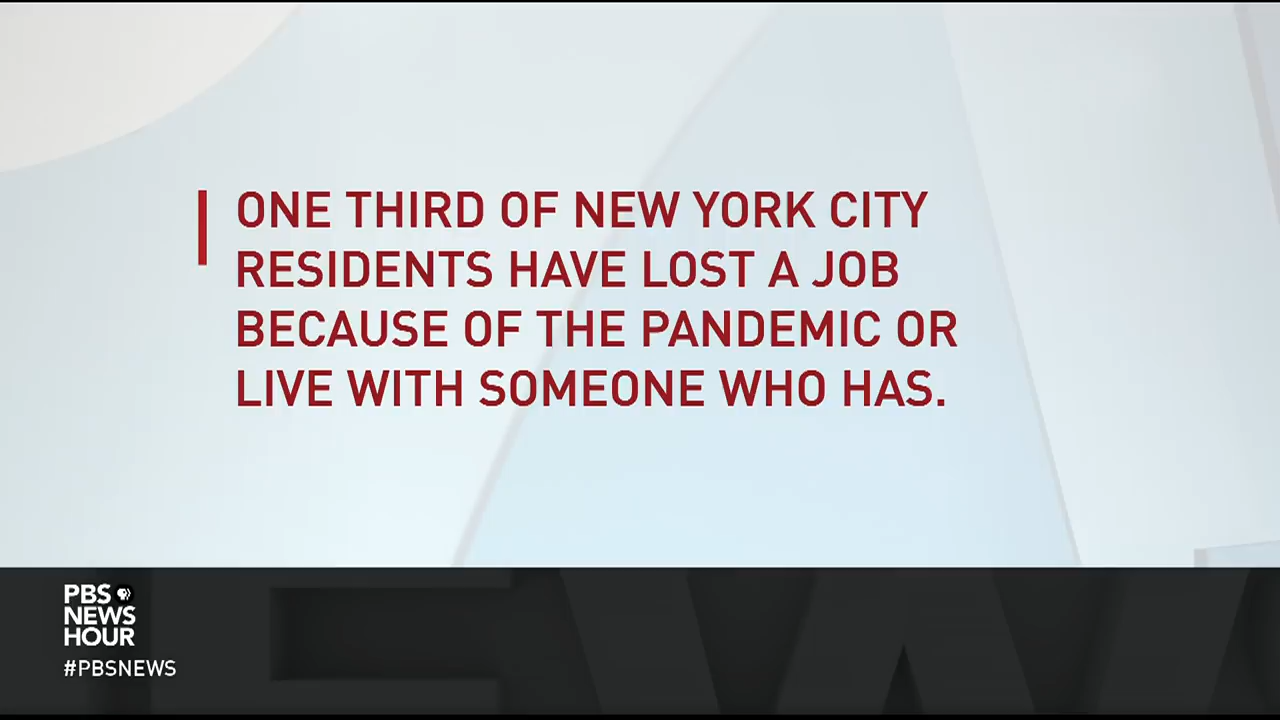 ONE THIRD OF NEW YORK CITY
RESIDENTS HAVE LOST A JOB
BECAUSE OF THE PANDEMIC OR
LIVE WITH SOMEONE WHO HAS.
PBS
NEWS
HOUR
#PBSNEWS